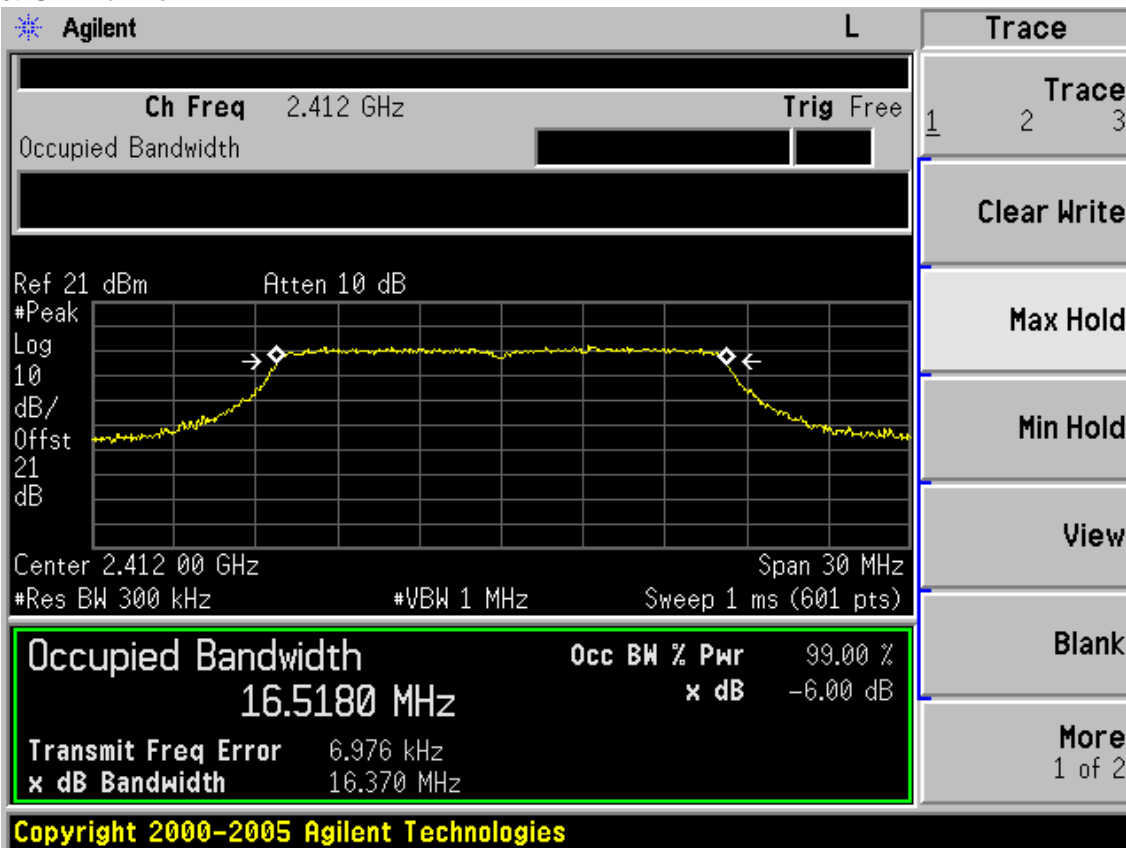 Agilent L
Trace
Ch Freq 2.412 GHz Trig Free
Occupied Bandwidth
Trace
1 2 3
Clear Write
Max Hold
Min Hold
View
Blank
More
1 of 2
Ref 21 dBm Atten 10 dB
#Peak
Log
10
dB/
Offst
21
dB
Center 2.412 00 GHz Span 30 MHz
#Res BW 300 kHz #VBW 1 MHz Sweep 1 ms (601 pts)
Occupied Bandwidth Occ BW % Pwr 99.00 %
16.5180 MHz x dB -6.00 dB
Transmit Freq Error 6.976 kHz
x dB Bandwidth 16.370 MHz
Copyright 2000-2005 Agilent Technologies